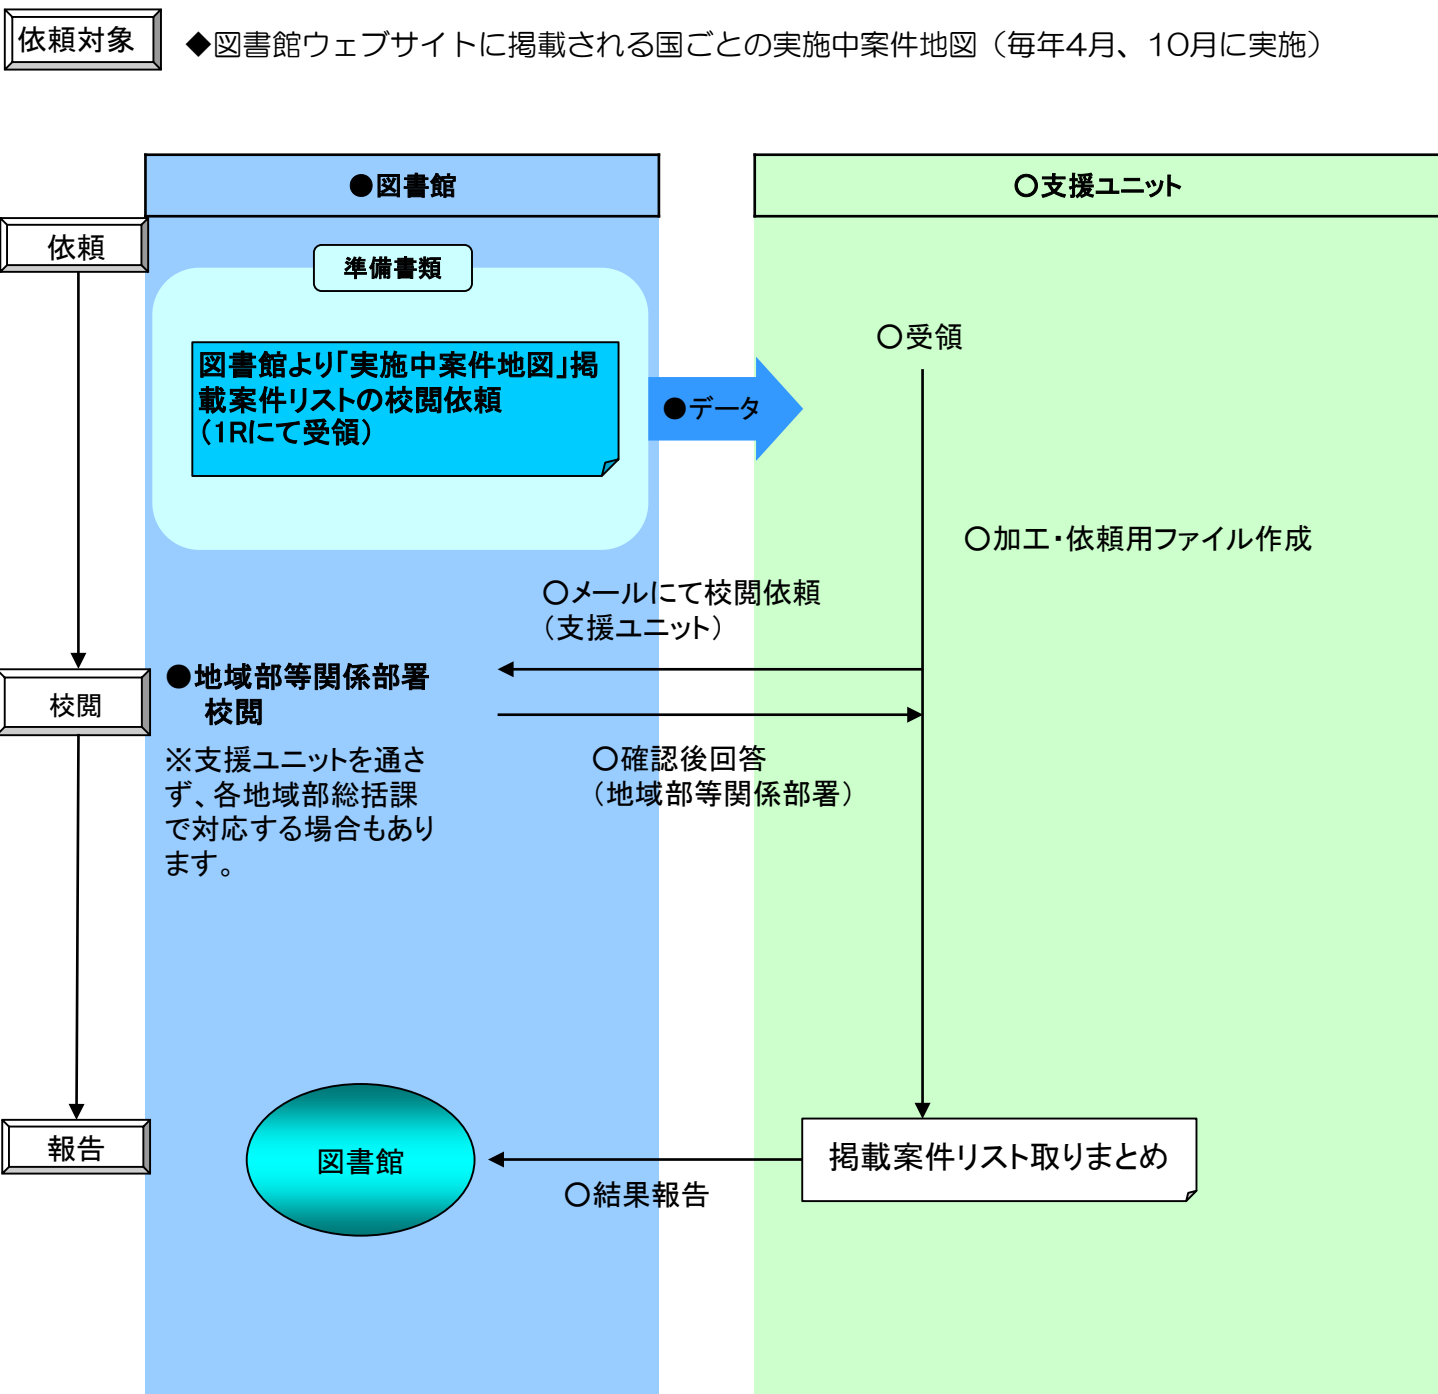 依頼対象
◆図書館ウェブサイトに掲載される国ごとの実施中案件地図（毎年4月、10月に実施）
●図書館
○支援ユニット
依頼
準備書類
図書館より「実施中案件地図」掲
載案件リストの校閲依頼
（1Rにて受領）
●データ
○受領
○加工・依頼用ファイル作成
○メールにて校閲依頼
（支援ユニット）
校閲
●地域部等関係部署
校閲
※支援ユニットを通さ
ず、各地域部総括課
で対応する場合もあり
ます。
○確認後回答
（地域部等関係部署）
報告
図書館
○結果報告
掲載案件リスト取りまとめ